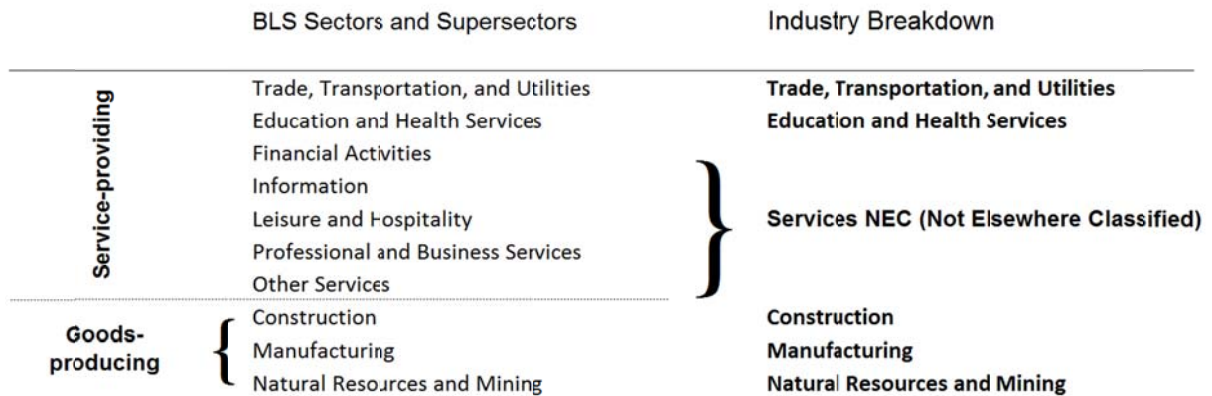 BLS Sectors and Supersectors
Industry Breakdown
Service-providing
Trade, Transportation, and Utilities
Trade, Transportation, and Utilities
Education and Health Services
Education and Health Services
Financial Activities
Information
Leisure and Hospitality
Services NEC (Not Elsewhere Classified)
Professional and Business Services
Other Services
Goods-
producing
Construction
Construction
Manufacturing
Manufacturing
Natural Resources and Mining
Natural Resources and Mining